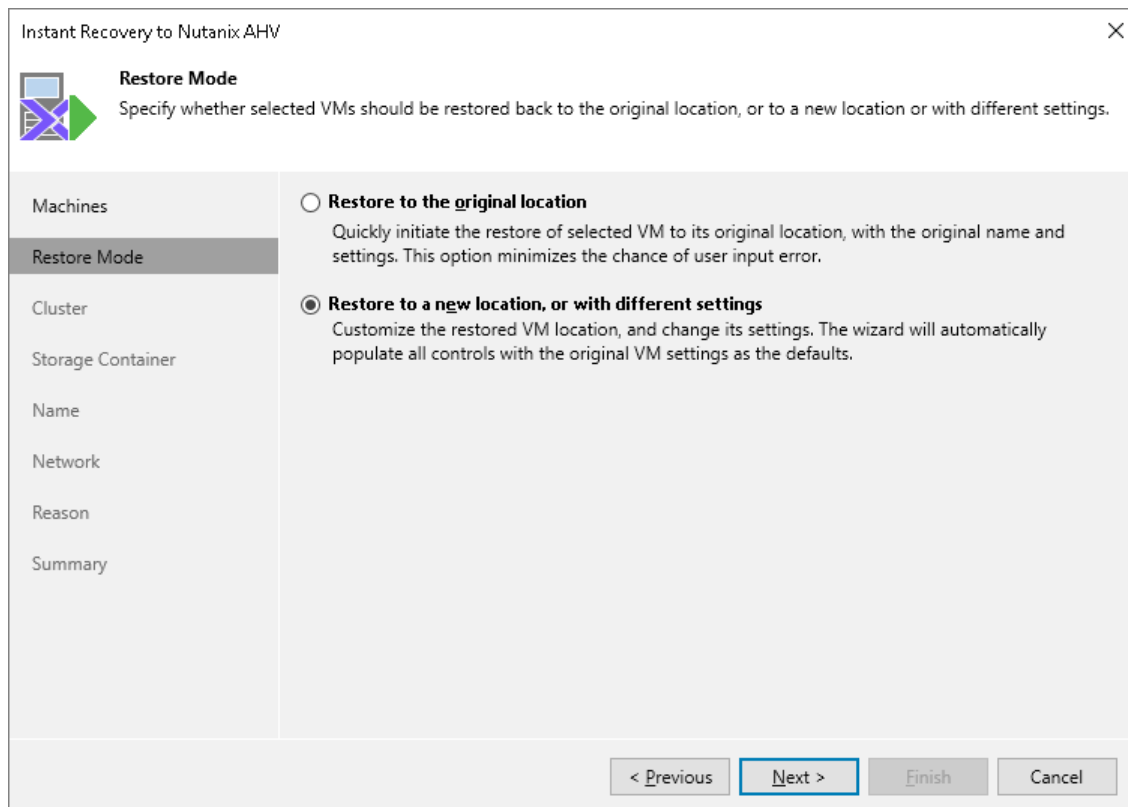 Instant Recovery to Nutanix AHV
Restore Mode
Specify whether selected VMs should be restored back to the original location, or to a new location or with different settings.
Machines
Restore Mode
Cluster
Storage Container
Name
Network
Reason
Summary
Restore to the original location
Quickly initiate the restore of selected VM to its original location, with the original name and
settings. This option minimizes the chance of user input error.
Restore to a new location, or with different settings
Customize the restored VM location, and change its settings. The wizard will automatically
populate all controls with the original VM settings as the defaults.
< Previous
Next >
Finish
Cancel